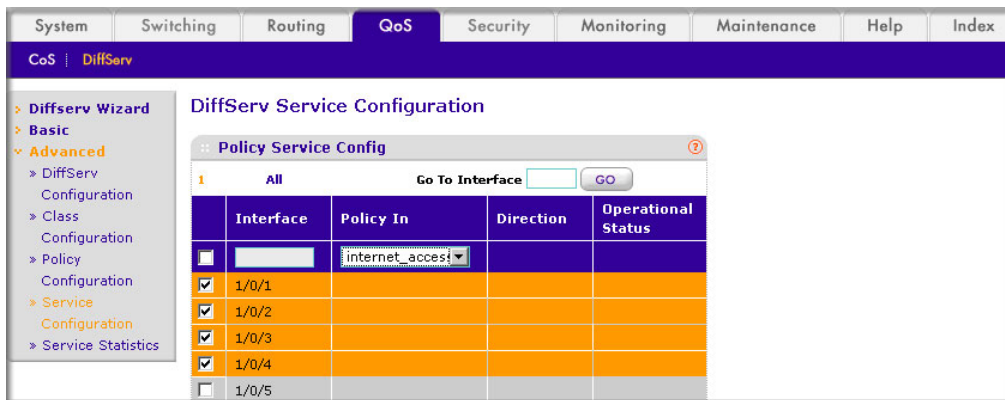 System Switching Routing QoS Security Monitoring Maintenance Help Index
CoS DiffServ
Diffserv Wizard
Basic
Advanced
» DiffServ
Configuration
» Class
Configuration
» Policy
Configuration
» Service
Configuration
» Service Statistics
DiffServ Service Configuration
Policy Service Config ?
1 All Go To Interface GO
Interface Policy In Direction Operational
Status
internet_access
1/0/1
1/0/2
1/0/3
1/0/4
1/0/5